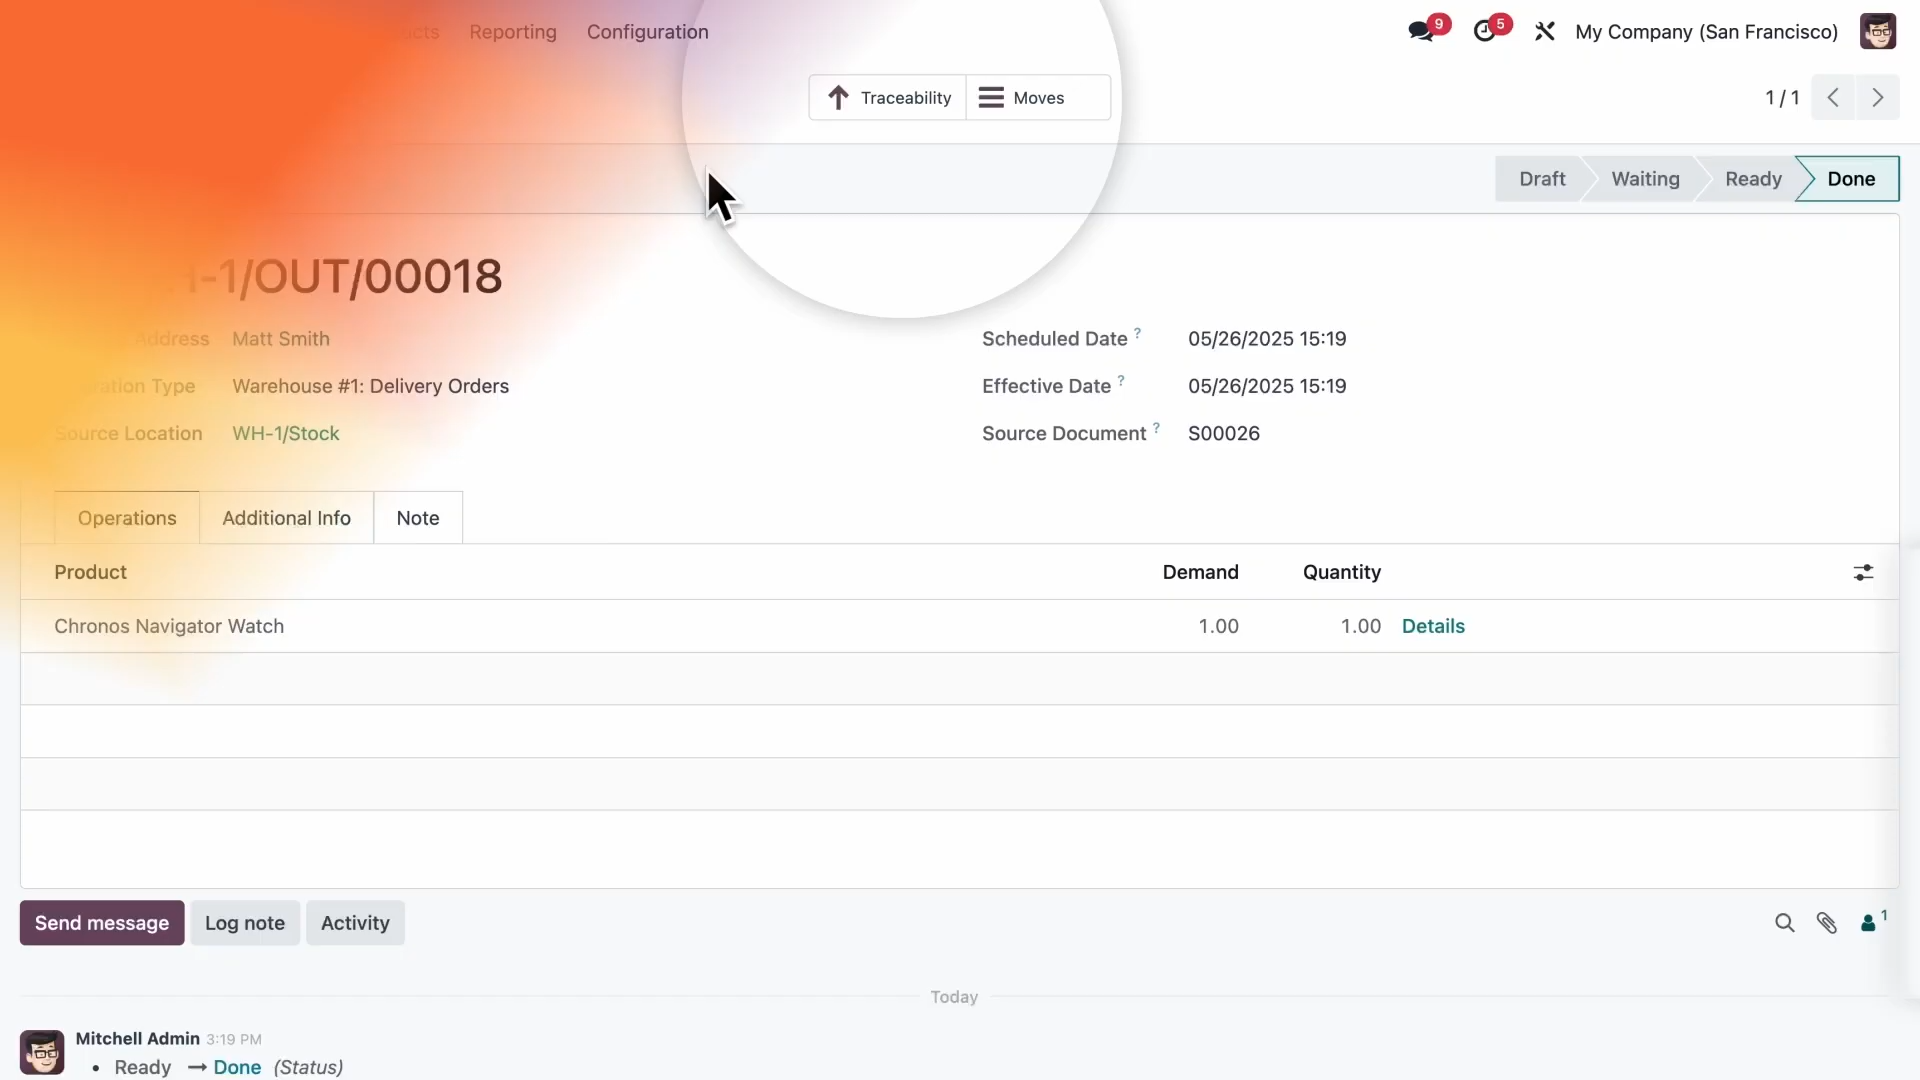 Reporting Configuration 9 5 My Company (San Francisco)
Traceability Moves 1 / 1
Draft Waiting Ready Done
-1/OUT/00018
Address Matt Smith Scheduled Date ? 05/26/2025 15:19
Type Warehouse #1: Delivery Orders Effective Date ? 05/26/2025 15:19
Source Location WH-1/Stock Source Document ? S00026
Operations Additional Info Note
Product Demand Quantity
Chronos Navigator Watch 1.00 1.00 Details
Send message Log note Activity 1
Today
Mitchell Admin 3:19 PM
• Ready → Done (Status)